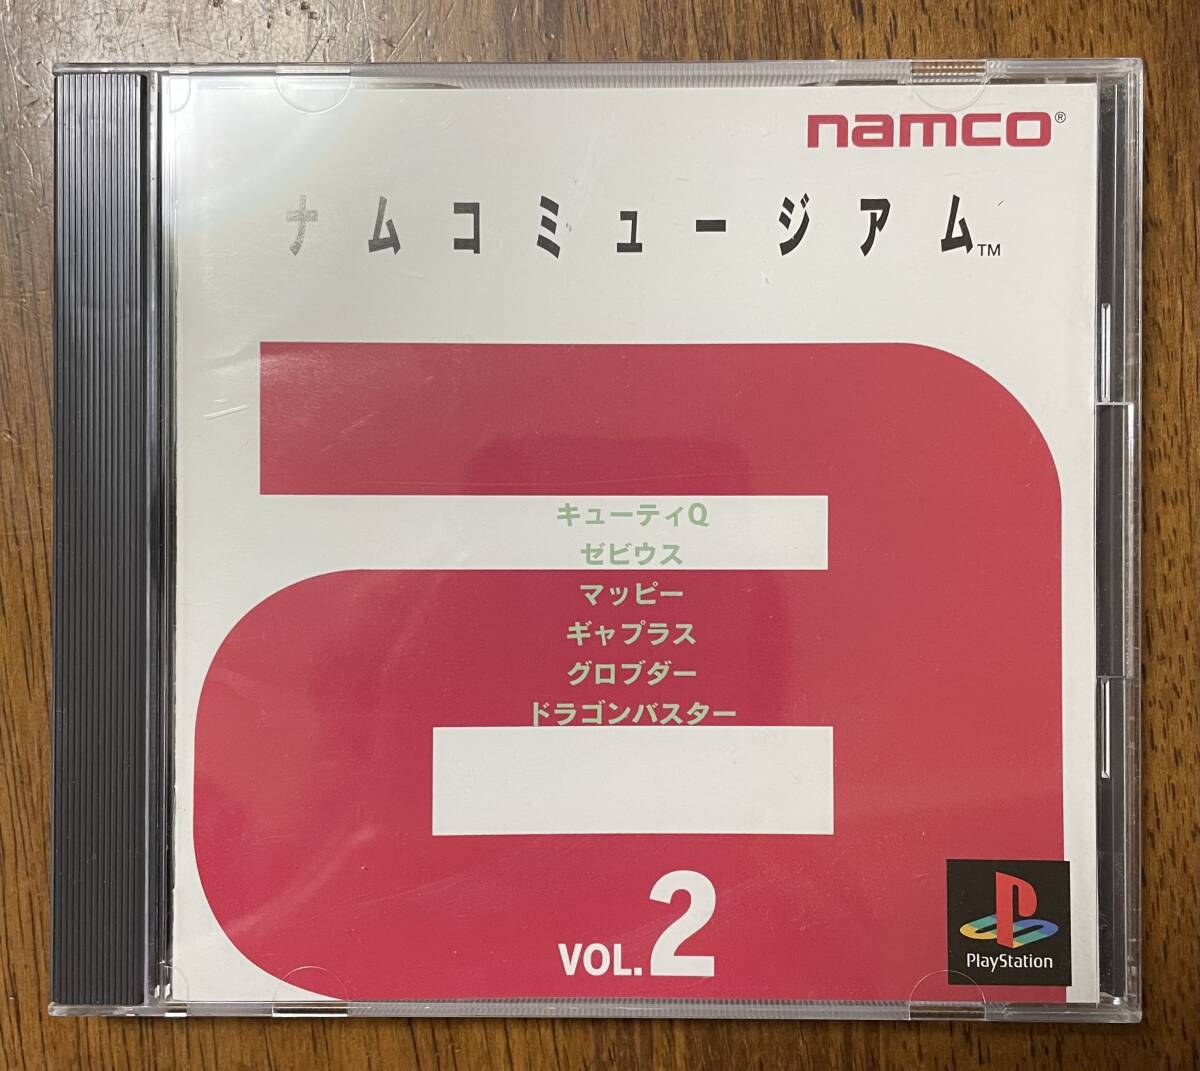 namco®
ナムコミュージアム™
キューティQ
ゼビウス
マッピー
ギャプラス
グロブダー
ドラゴンバスター
VOL.2
PlayStation